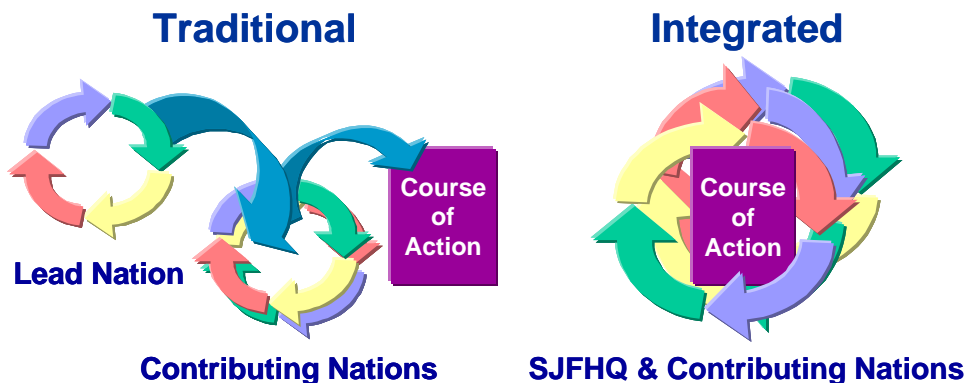 Traditional
Lead Nation
Contributing Nations
Course
of
Action
Integrated
Course
of
Action
SJFHQ & Contributing Nations